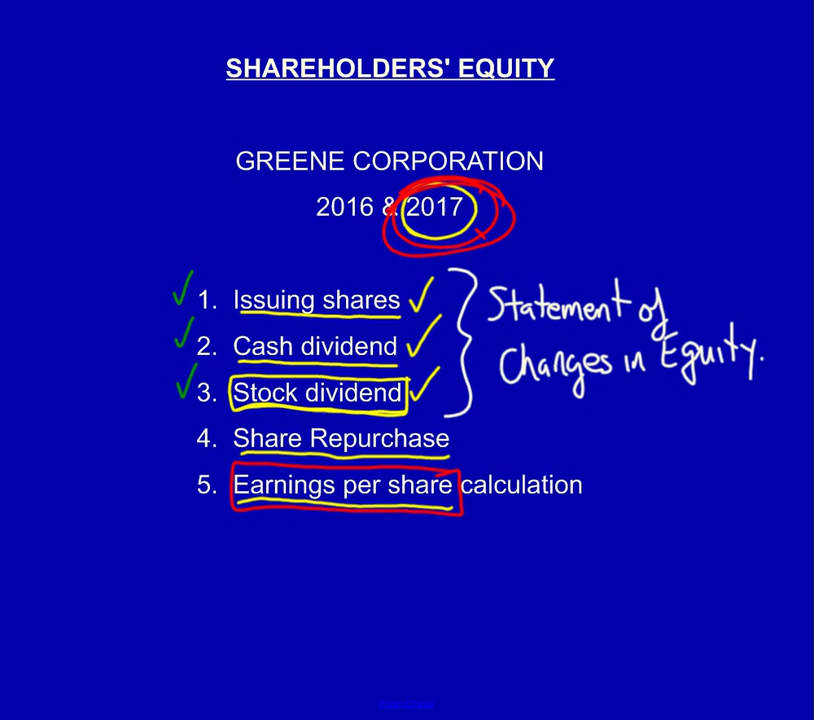 SHAREHOLDERS' EQUITY
GREENE CORPORATION
2016 & 2017
1. Issuing shares
2. Cash dividend
3. Stock dividend
Statement of
Changes in Equity.
4. Share Repurchase
5. Earnings per share calculation